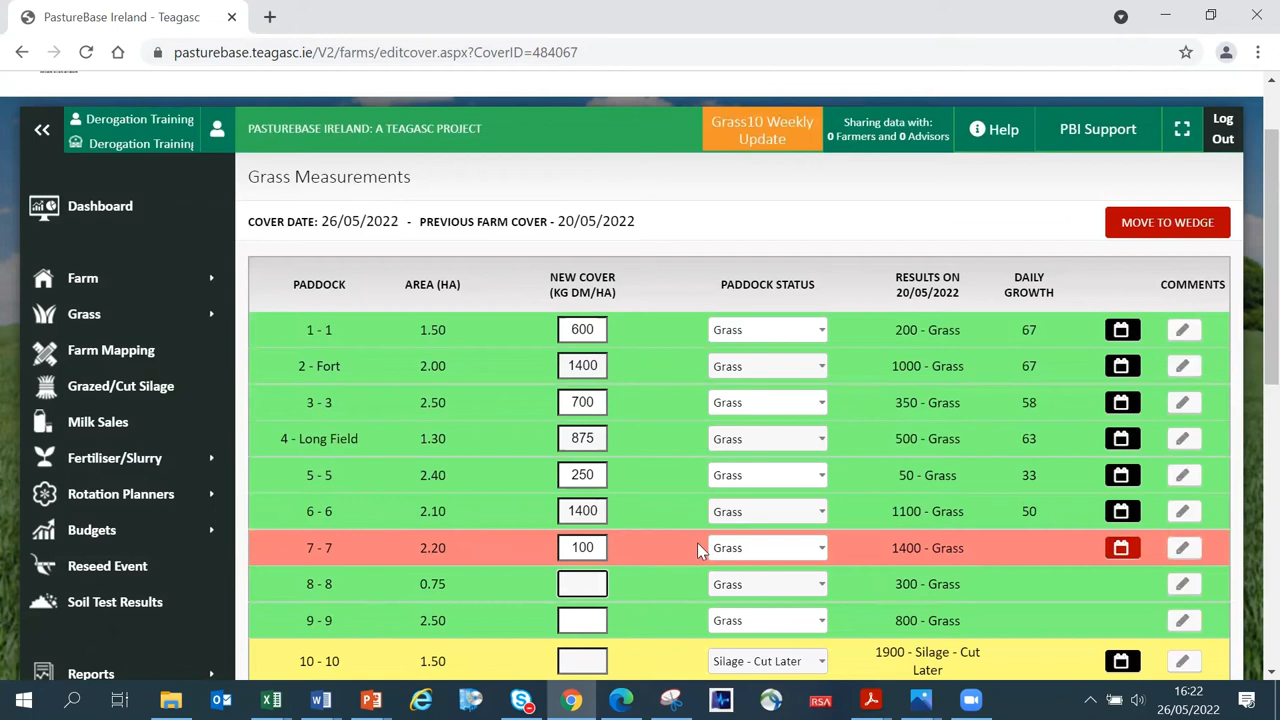 PastureBase Ireland - Teagasc
pasturebase.teagasc.ie/V2/farms/editcover.aspx?CoverID=484067
Derogation Training
Derogation Training
PASTUREBASE IRELAND: A TEAGASC PROJECT
Grass10 Weekly
Update
Sharing data with:
0 Farmers and 0 Advisors
Help
PBI Support
Log
Out
Dashboard
Farm
Grass
Farm Mapping
Grazed/Cut Silage
Milk Sales
Fertiliser/Slurry
Rotation Planners
Budgets
Reseed Event
Soil Test Results
Reports
Grass Measurements
COVER DATE: 26/05/2022 - PREVIOUS FARM COVER - 20/05/2022
MOVE TO WEDGE
PADDOCK AREA (HA) NEW COVER (KG DM/HA) PADDOCK STATUS RESULTS ON 20/05/2022 DAILY GROWTH COMMENTS
1 - 1 1.50 600 Grass 200 - Grass 67
2 - Fort 2.00 1400 Grass 1000 - Grass 67
3 - 3 2.50 700 Grass 350 - Grass 58
4 - Long Field 1.30 875 Grass 500 - Grass 63
5 - 5 2.40 250 Grass 50 - Grass 33
6 - 6 2.10 1400 Grass 1100 - Grass 50
7 - 7 2.20 100 Grass 1400 - Grass
8 - 8 0.75 Grass 300 - Grass
9 - 9 2.50 Grass 800 - Grass
10 - 10 1.50 Silage - Cut Later 1900 - Silage - Cut Later
RSA
16:22
26/05/2022